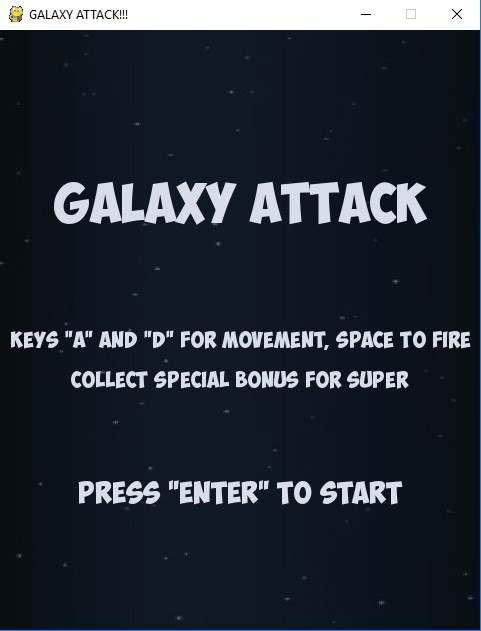 GALAXY ATTACK!!!
GALAXY ATTACK
KEYS "A" AND "D" FOR MOVEMENT, SPACE TO FIRE
COLLECT SPECIAL BONUS FOR SUPER
PRESS "ENTER" TO START